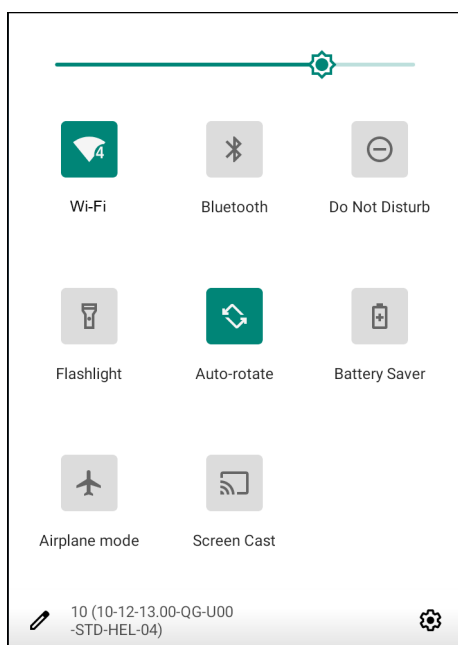 4
Wi-Fi Bluetooth Do Not Disturb
Flashlight Auto-rotate Battery Saver
Airplane mode Screen Cast
10 (10-12-13.00-QG-U00
-STD-HEL-04)